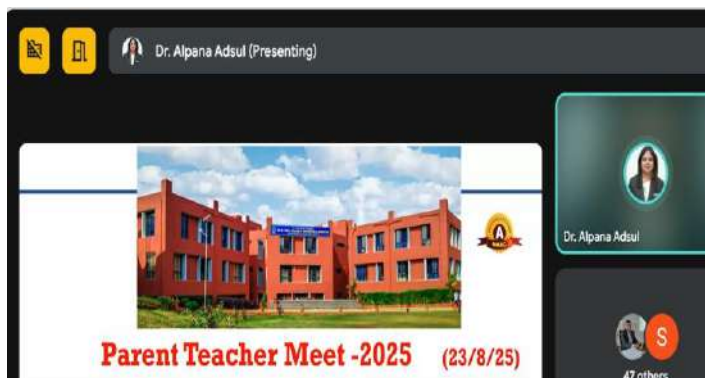 Dr. Alpana Adsul (Presenting)
Dr. Alpana Adsul
A
Parent Teacher Meet -2025 (23/8/25)
S
47 others